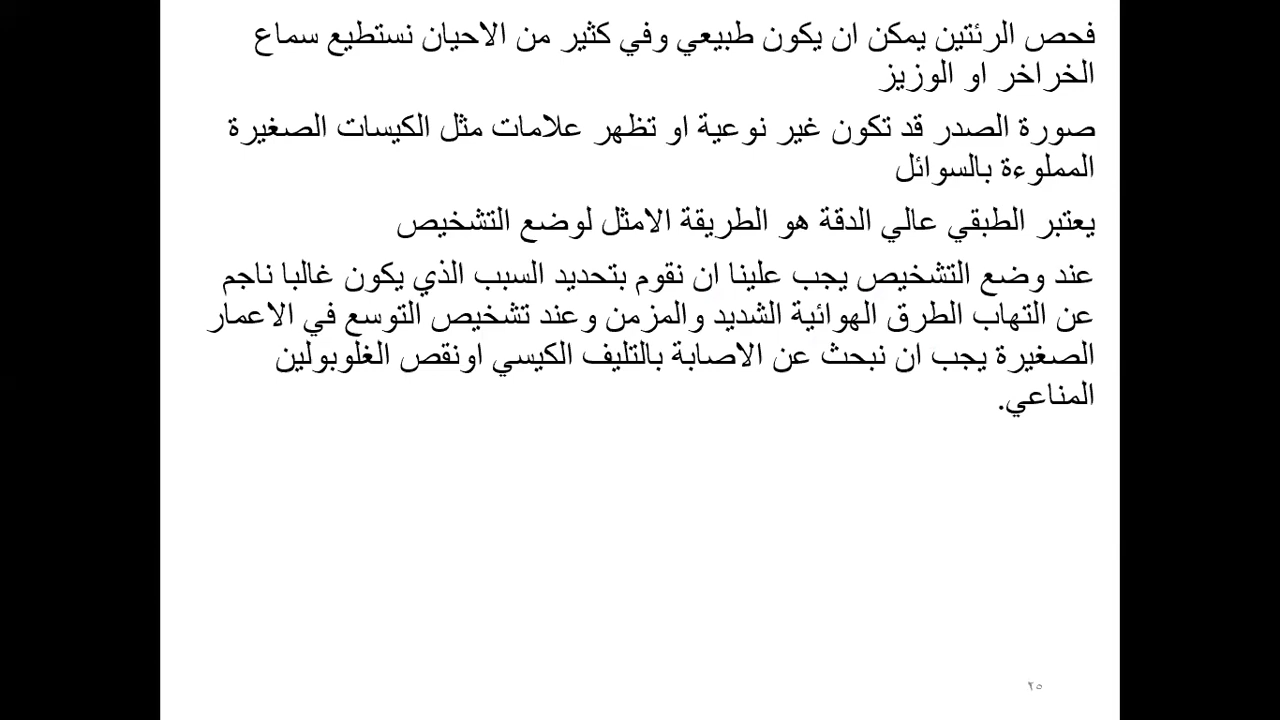 فحص الرئتين يمكن ان يكون طبيعي وفي كثير من الاحيان نستطيع سماع
الخراخر او الوزيز
صورة الصدر قد تكون غير نوعية او تظهر علامات مثل الكيسات الصغيرة
المملوءة بالسوائل
يعتبر الطبقي عالي الدقة هو الطريقة الامثل لوضع التشخيص
عند وضع التشخيص يجب علينا ان نقوم بتحديد السبب الذي يكون غالبا ناجم
عن التهاب الطرق الهوائية الشديد والمزمن وعند تشخيص التوسع في الاعمار
الصغيرة يجب ان نبحث عن الاصابة بالتليف الكيسي اونقص الغلوبولين
المناعي.
٢٥